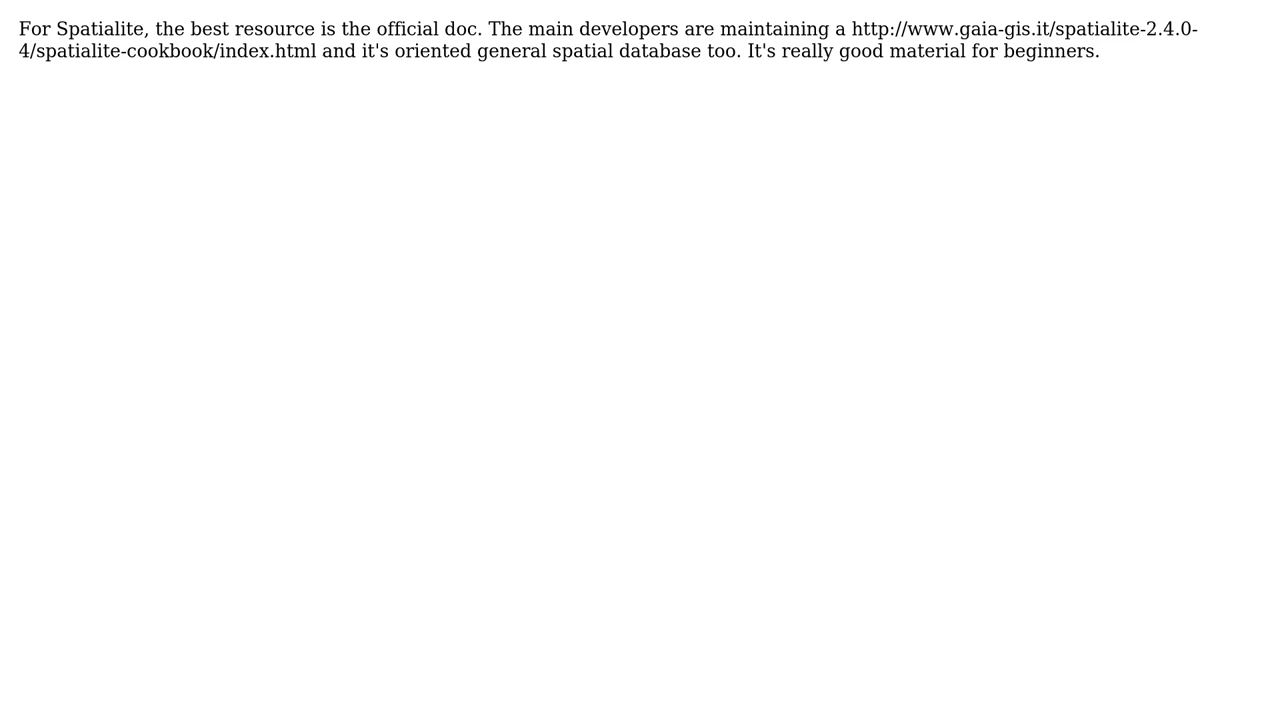 For Spatialite, the best resource is the official doc. The main developers are maintaining a http://www.gaia-gis.it/spatialite-2.4.0-
4/spatialite-cookbook/index.html and it's oriented general spatial database too. It's really good material for beginners.